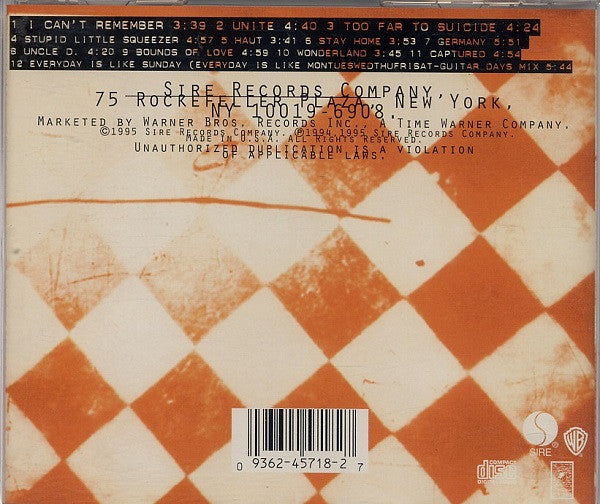 1 I CAN'T REMEMBER 3:39 2 UNITE 4:40 3 TOO FAR TO SUICIDE 4:24
4 STUPID LITTLE SQUEEZER 4:57 5 HAUT 3:41 6 STAY HOME 3;53 7 GERMANY 5:51
8 UNCLE D. 4:20 9 BOUNDS OF LOVE 4:59 10 WONDERLAND 3:45 11 CAPTURED 4:54
12 EVERYDAY IS LIKE SUNDAY (EVERYDAY IS LIKE MONTUESWEDTHUFRISAT-GUITAR DAYS MIX 5:44
SIRE RECORDS COMPANY,
75 ROCKEFELLER PLAZA, NEW YORK,
NY 10019-6908.
MARKETED BY WARNER BROS. RECORDS INC., A TIME WARNER COMPANY.
©1995 SIRE RECORDS COMPANY. ℗1994, 1995 SIRE RECORDS COMPANY.
MADE IN U.S.A. ALL RIGHTS RESERVED.
UNAUTHORIZED DUPLICATION IS A VIOLATION
OF APPLICABLE LAWS.
SIRE
COMPACT
disc
DIGITAL AUDIO
0 9362-45718-2 7